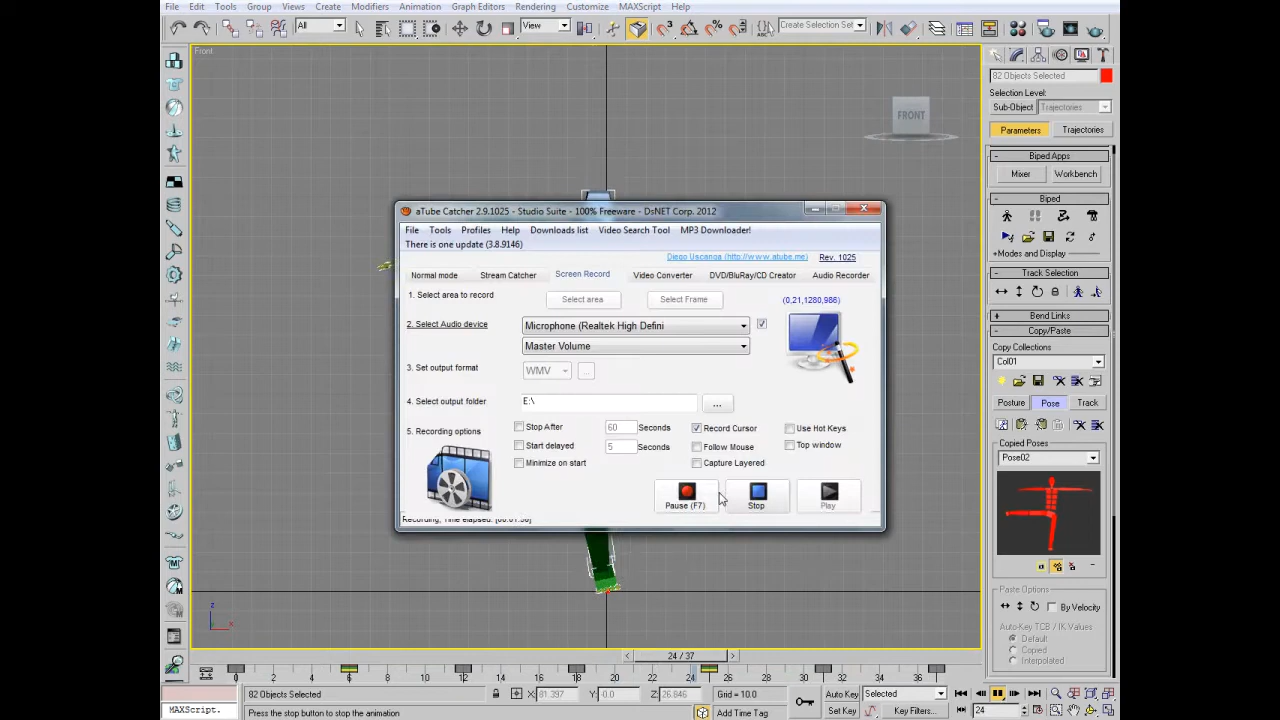 File Edit Tools Group Views Create Modifiers Animation Graph Editors Rendering Customize MAXScript Help
All View Create Selection Set
Front
FRONT
82 Objects Selected
Selection Level:
Sub-Object Trajectories
Parameters Trajectories
- Biped Apps
Mixer Workbench
- Biped
+Modes and Display
- Track Selection
+ Bend Links
- Copy/Paste
Copy Collections
Col01
Posture Pose Track
Copied Poses
Pose02
Paste Options
By Velocity
Auto-Key TCB / IK Values
Default
Copied
Interpolated
aTube Catcher 2.9.1025 - Studio Suite - 100% Freeware - DsNET Corp. 2012
File Tools Profiles Help Downloads list Video Search Tool MP3 Downloader!
There is one update (3.8.9146)
Diego Uscanga (http://www.atube.me) Rev. 1025
Normal mode Stream Catcher Screen Record Video Converter DVD/BluRay/CD Creator Audio Recorder
1. Select area to record Select area Select Frame (0,21,1280,986)
2. Select Audio device Microphone (Realtek High Defini
Master Volume
3. Set output format WMV ...
4. Select output folder E:\ ...
5. Recording options Stop After 60 Seconds Record Cursor Use Hot Keys
Start delayed 5 Seconds Follow Mouse Top window
Minimize on start Capture Layered
Pause (F7) Stop Play
z
x
< 24 / 37 >
0 2 4 6 8 10 12 14 16 18 20 22 24 26 28 30 32 34 36
82 Objects Selected X: 81.397 Y: -0.0 Z: 26.846 Grid = 10.0 Auto Key Selected
MAXScript. Press the stop button to stop the animation Add Time Tag Set Key Key Filters... 24